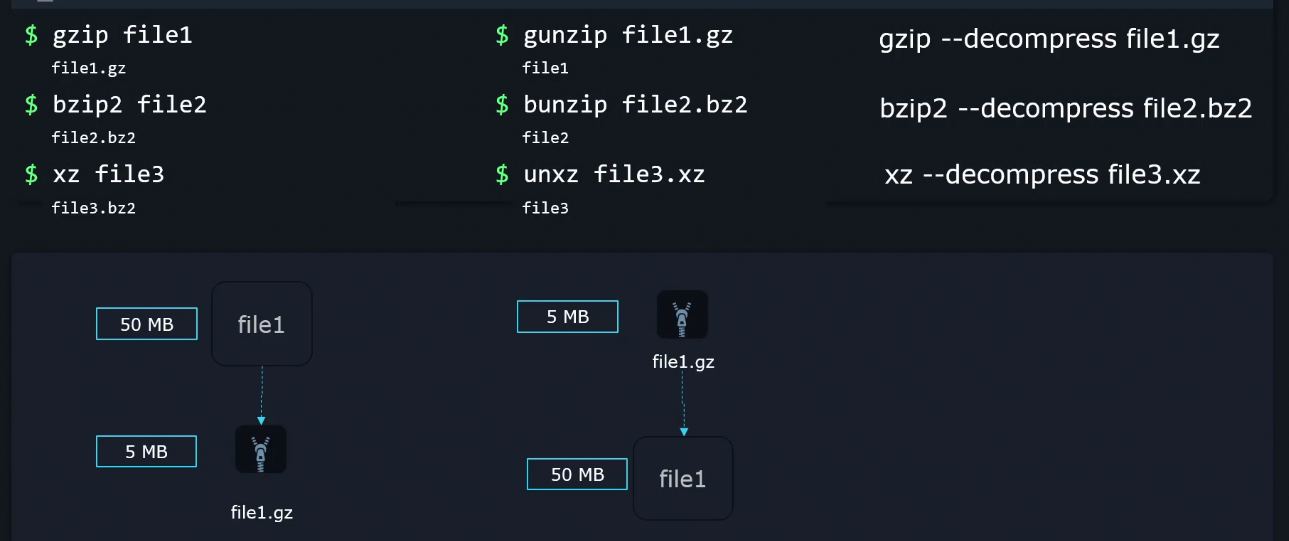 $ gzip file1
file1.gz
$ bzip2 file2
file2.bz2
$ xz file3
file3.bz2
$ gunzip file1.gz
file1
$ bunzip file2.bz2
file2
$ unxz file3.xz
file3
gzip --decompress file1.gz
bzip2 --decompress file2.bz2
xz --decompress file3.xz
50 MB
file1
5 MB
file1.gz
5 MB
file1.gz
50 MB
file1